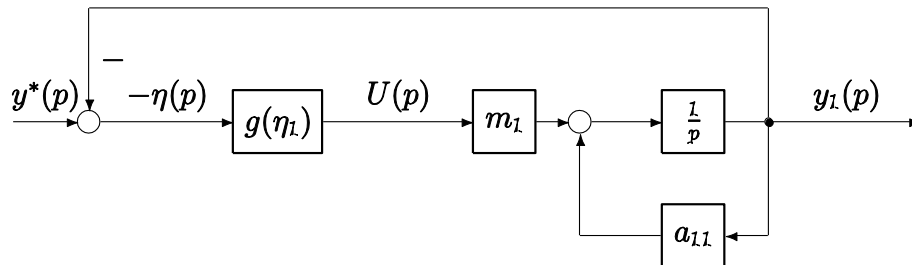 −
y*(p)
−η(p)
g(η₁)
U(p)
m₁
1/p
y₁(p)
a₁₁